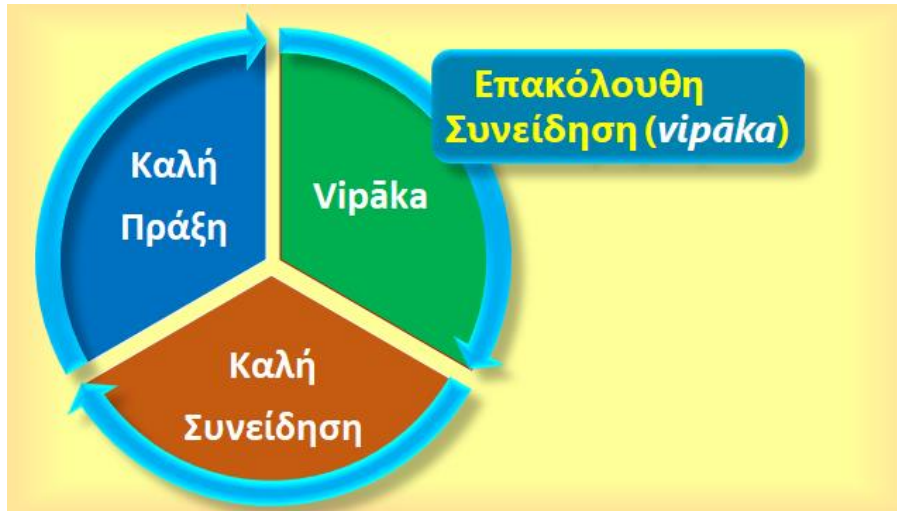 Επακόλουθη
Συνείδηση (vipāka)
Καλή
Πράξη
Vipāka
Καλή
Συνείδηση